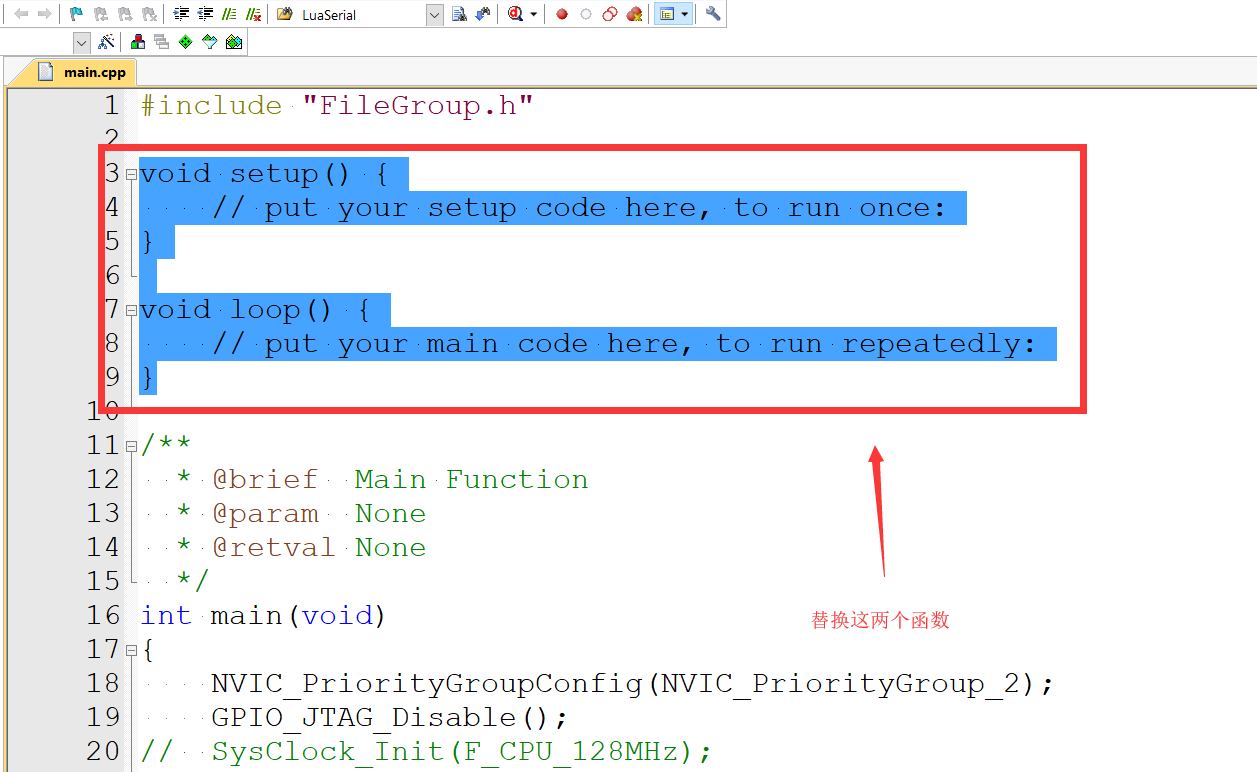 LuaSerial
main.cpp
1 #include "FileGroup.h"
2
3 void setup() {
4     // put your setup code here, to run once:
5 }
6
7 void loop() {
8     // put your main code here, to run repeatedly:
9 }
10
11 /**
12   * @brief  Main Function
13   * @param  None
14   * @retval None
15   */
16 int main(void)
17 {
18     NVIC_PriorityGroupConfig(NVIC_PriorityGroup_2);
19     GPIO_JTAG_Disable();
20 //  SysClock_Init(F_CPU_128MHz);
替换这两个函数